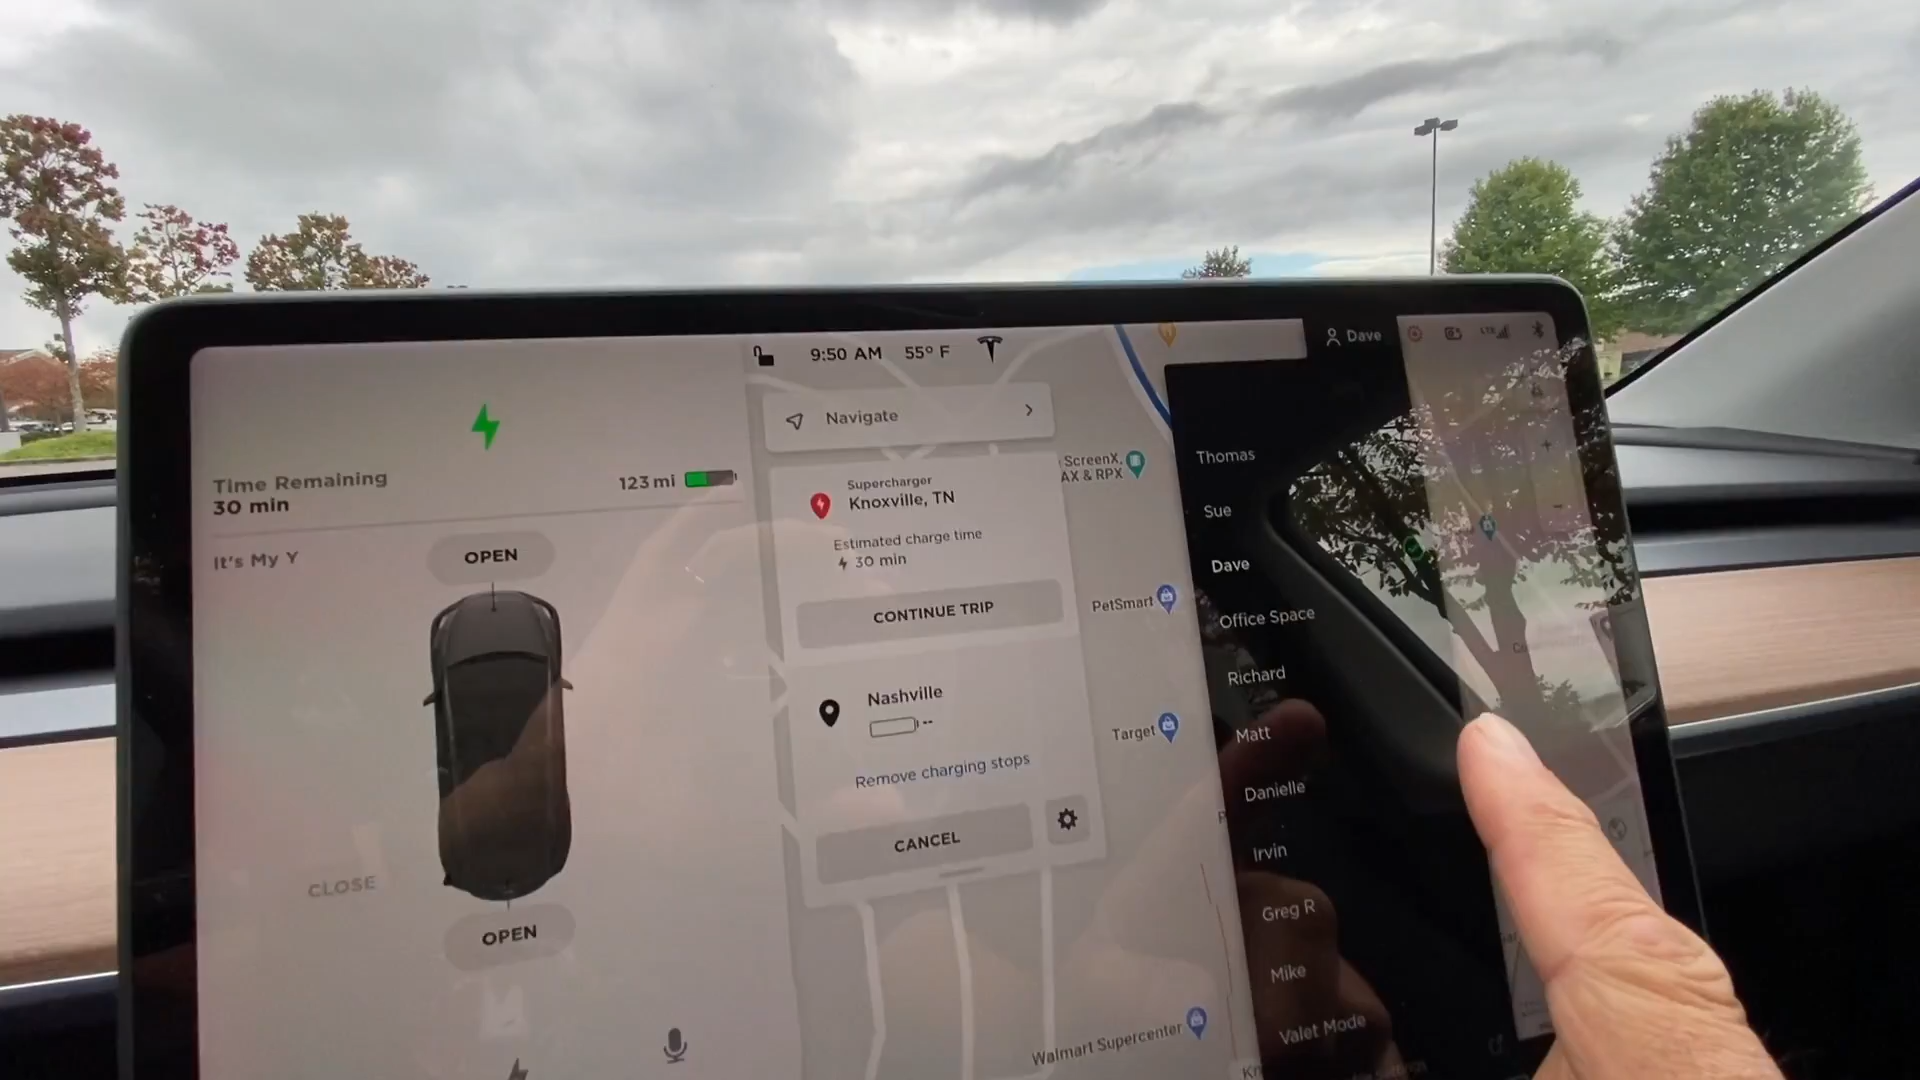 9:50 AM
55° F
Dave
LTE
Time Remaining
30 min
123 mi
It's My Y
OPEN
CLOSE
OPEN
Navigate
Supercharger
Knoxville, TN
Estimated charge time
30 min
CONTINUE TRIP
Nashville
--
Remove charging stops
CANCEL
ScreenX,
AX & RPX
PetSmart
Target
Walmart Supercenter
Thomas
Sue
Dave
Office Space
Richard
Matt
Danielle
Irvin
Greg R
Mike
Valet Mode